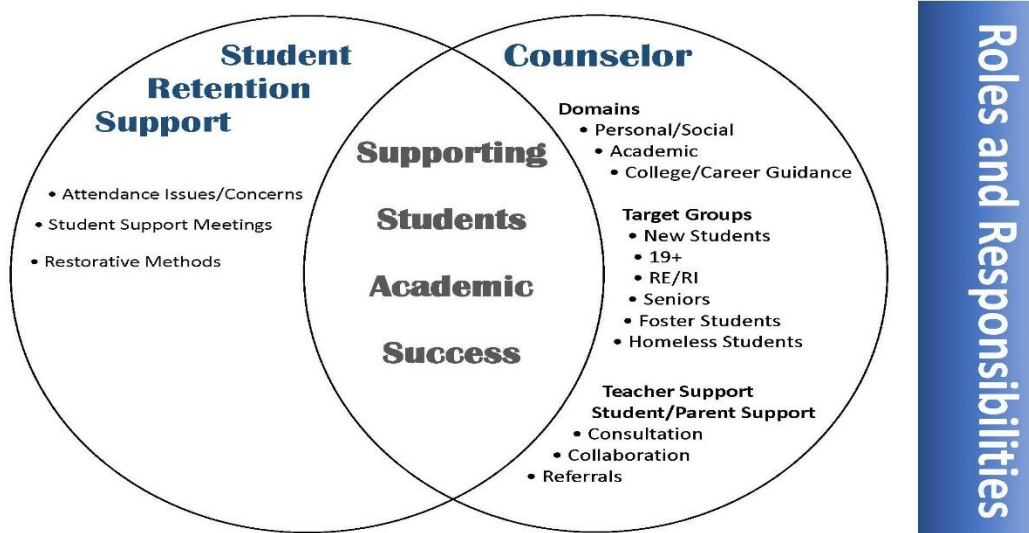 Student
Retention
Support
• Attendance Issues/Concerns
• Student Support Meetings
• Restorative Methods
Supporting
Students
Academic
Success
Counselor
Domains
• Personal/Social
• Academic
• College/Career Guidance
Target Groups
• New Students
• 19+
• RE/RI
• Seniors
• Foster Students
• Homeless Students
Teacher Support
Student/Parent Support
• Consultation
• Collaboration
• Referrals
Roles and Responsibilities